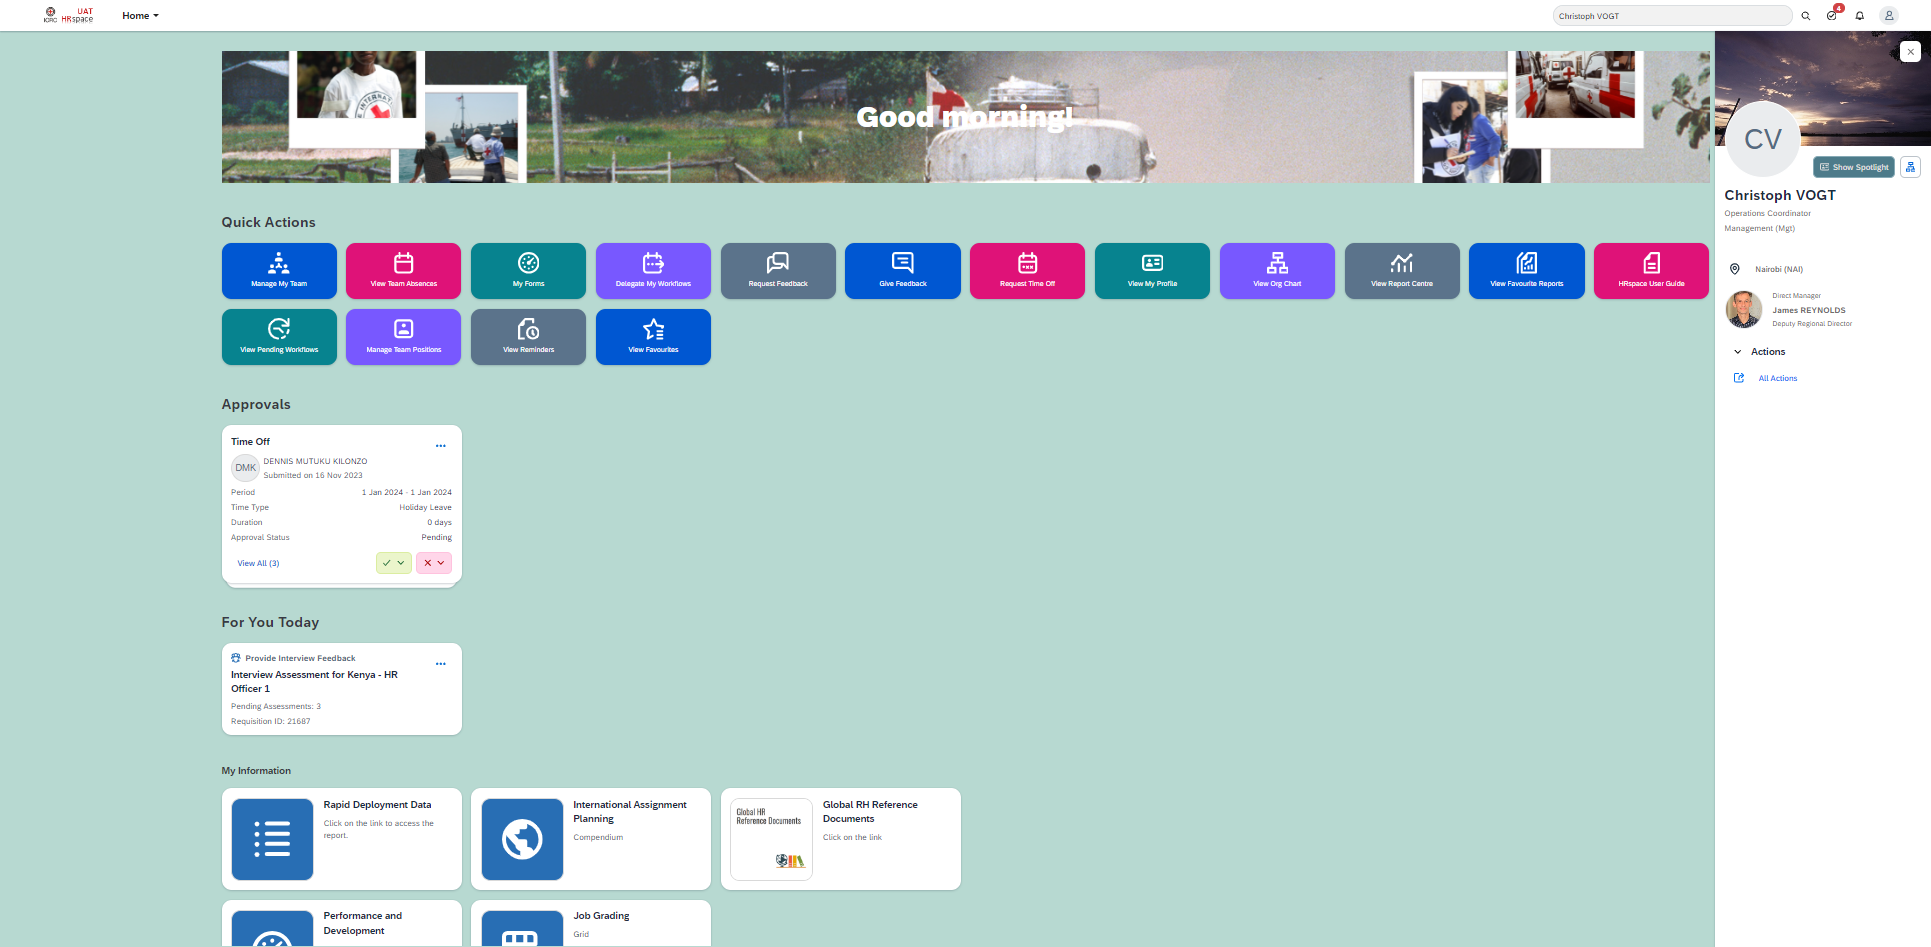 ICRC
UAT
HRspace
Home
Christoph VOGT
4
INTERNATI
Good morning!
CV
Show Spotlight
Christoph VOGT
Operations Coordinator
Management (Mgt)
Nairobi (NAI)
Direct Manager
James REYNOLDS
Deputy Regional Director
Actions
All Actions
Quick Actions
Manage My Team
View Team Absences
My Forms
Delegate My Workflows
Request Feedback
Give Feedback
Request Time Off
View My Profile
View Org Chart
View Report Centre
View Favourite Reports
HRspace User Guide
View Pending Workflows
Manage Team Positions
View Reminders
View Favourites
Approvals
Time Off
DMK
DENNIS MUTUKU KILONZO
Submitted on 16 Nov 2023
Period 1 Jan 2024 - 1 Jan 2024
Time Type Holiday Leave
Duration 0 days
Approval Status Pending
View All (3)
For You Today
Provide Interview Feedback
Interview Assessment for Kenya - HR
Officer 1
Pending Assessments: 3
Requisition ID: 21687
My Information
Rapid Deployment Data
Click on the link to access the
report.
International Assignment
Planning
Compendium
Global HR
Reference Documents
Global RH Reference
Documents
Click on the link
Performance and
Development
Job Grading
Grid